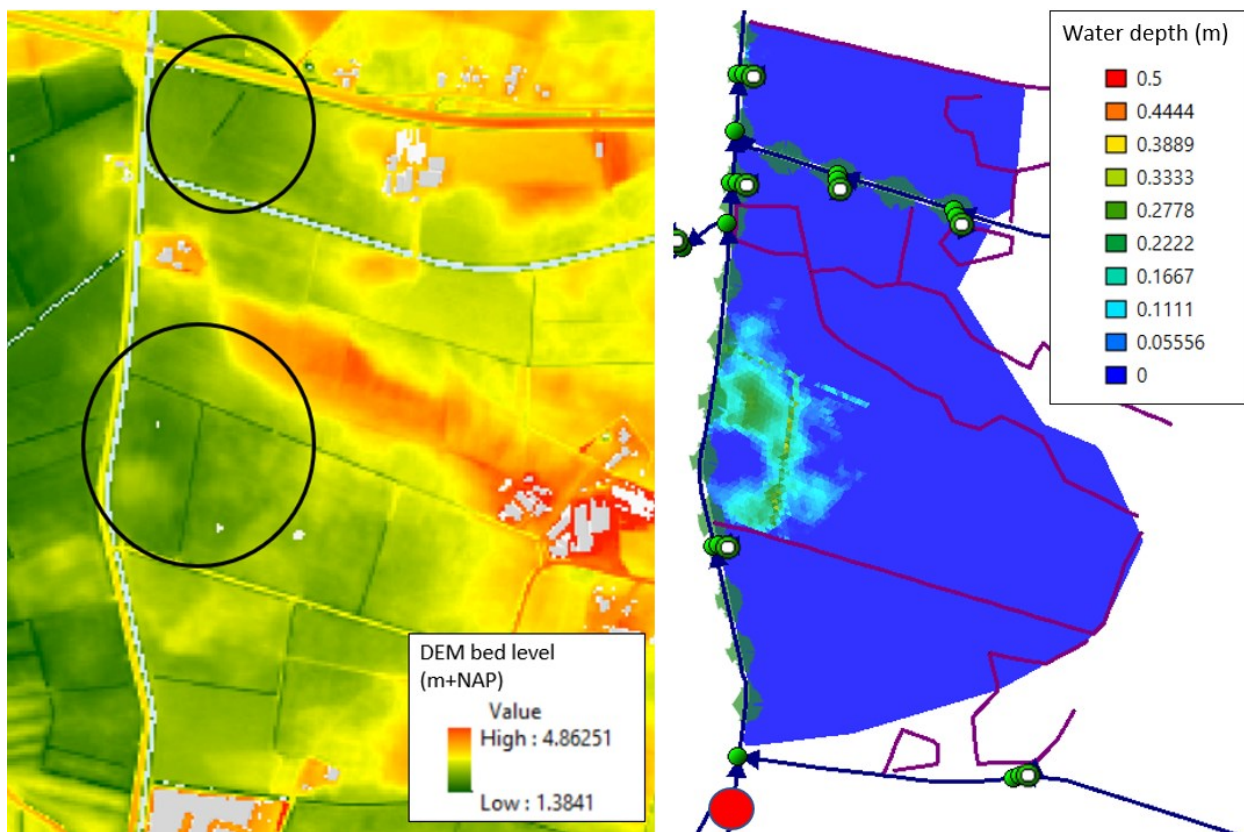 DEM bed level
(m+NAP)
Value
High : 4.86251
Low : 1.3841
Water depth (m)
0.5
0.4444
0.3889
0.3333
0.2778
0.2222
0.1667
0.1111
0.05556
0